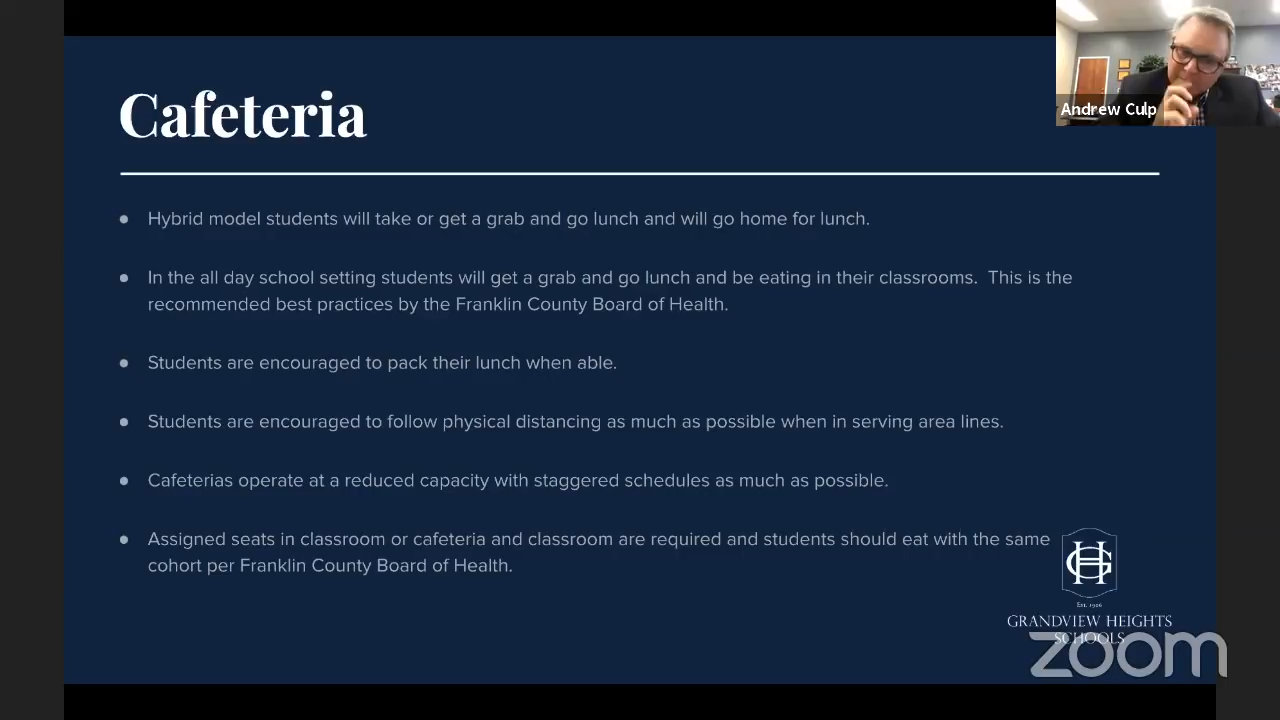 Cafeteria
Andrew Culp
● Hybrid model students will take or get a grab and go lunch and will go home for lunch.
● In the all day school setting students will get a grab and go lunch and be eating in their classrooms.  This is the
recommended best practices by the Franklin County Board of Health.
● Students are encouraged to pack their lunch when able.
● Students are encouraged to follow physical distancing as much as possible when in serving area lines.
● Cafeterias operate at a reduced capacity with staggered schedules as much as possible.
● Assigned seats in classroom or cafeteria and classroom are required and students should eat with the same
cohort per Franklin County Board of Health.
GH
EST. 1906
GRANDVIEW HEIGHTS
SCHOOLS
zoom